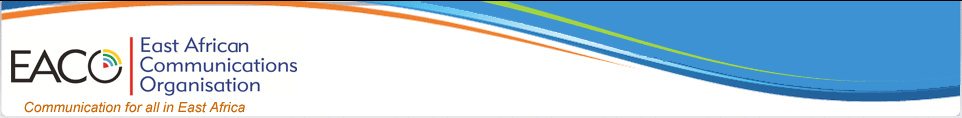 EACO
East African
Communications
Organisation
Communication for all in East Africa